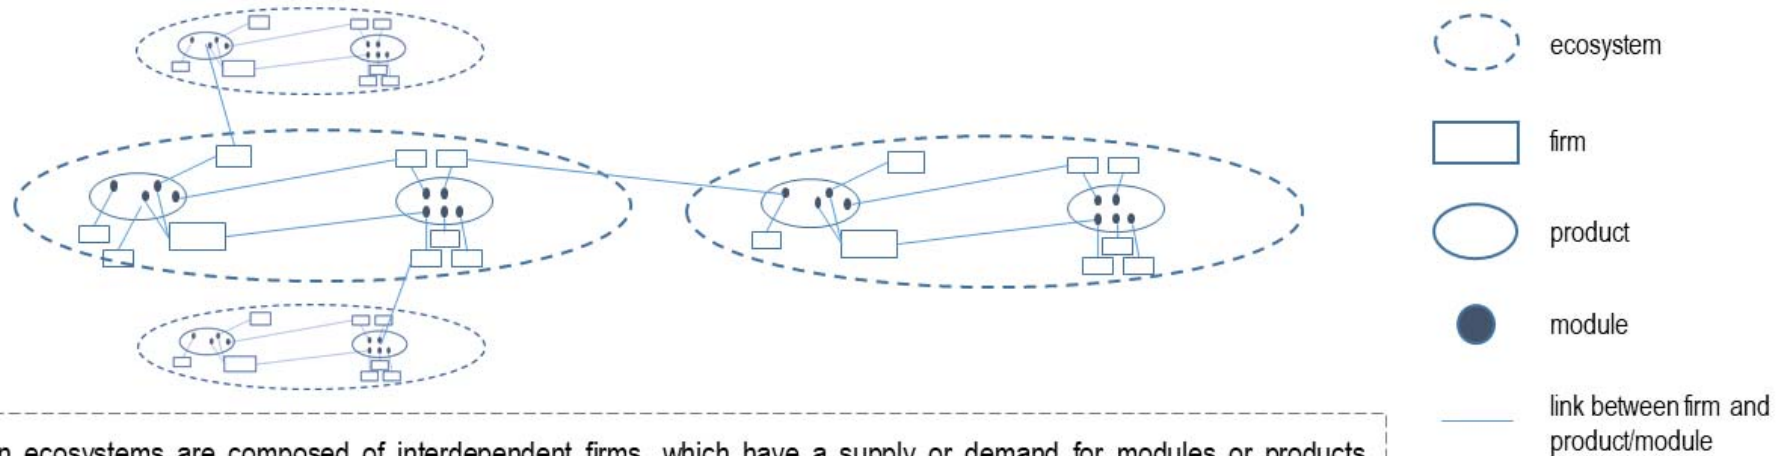 ecosystem
firm
product
module
link between firm and
product/module
ecosystems are composed of interdependent firms, which have a supply or demand for modules or products